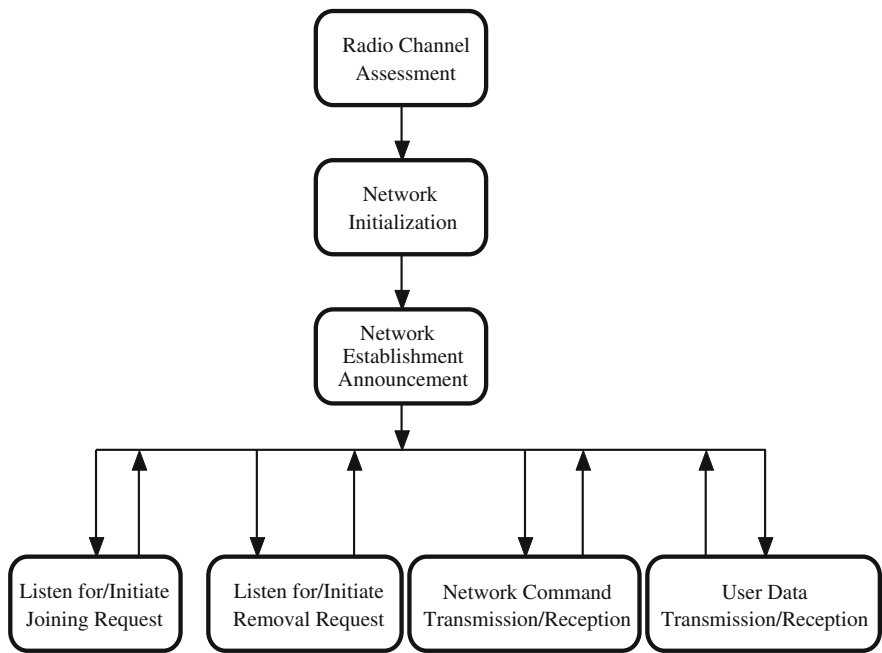 Radio Channel
Assessment
Network
Initialization
Network
Establishment
Announcement
Listen for/Initiate
Joining Request
Listen for/Initiate
Removal Request
Network Command
Transmission/Reception
User Data
Transmission/Reception